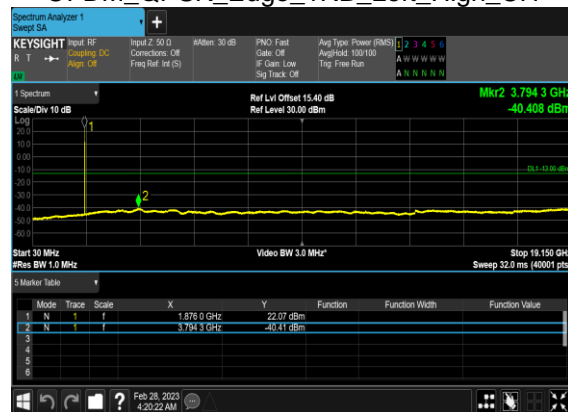 Spectrum Analyzer 1
Swept SA
KEYSIGHT Input: RF Input Z: 50 Ω #Atten: 30 dB PNO: Fast Avg Type: Power (RMS) 1 2 3 4 5 6
R T Coupling: DC Corrections: Off Gate: Off Avg|Hold: 100/100 A W W W W W
Align: Off Freq Ref: Int (S) IF Gain: Low Trig: Free Run
LU Sig Track: Off A N N N N N
1 Spectrum Ref Lvl Offset 15.40 dB Mkr2 3.794 3 GHz
Scale/Div 10 dB Ref Level 30.00 dBm -40.408 dBm
Log
20.0 1
10.0
0.00
-10.0 DL1 -13.00 dBm
-20.0
-30.0 2
-40.0
-50.0
-60.0
Start 30 MHz Video BW 3.0 MHz* Stop 19.150 GHz
#Res BW 1.0 MHz Sweep 32.0 ms (40001 pts)
5 Marker Table
Mode Trace Scale X Y Function Function Width Function Value
1 N 1 f 1.876 0 GHz 22.07 dBm
2 N 1 f 3.794 3 GHz -40.41 dBm
3
4
5
6
? Feb 28, 2023
4:20:22 AM